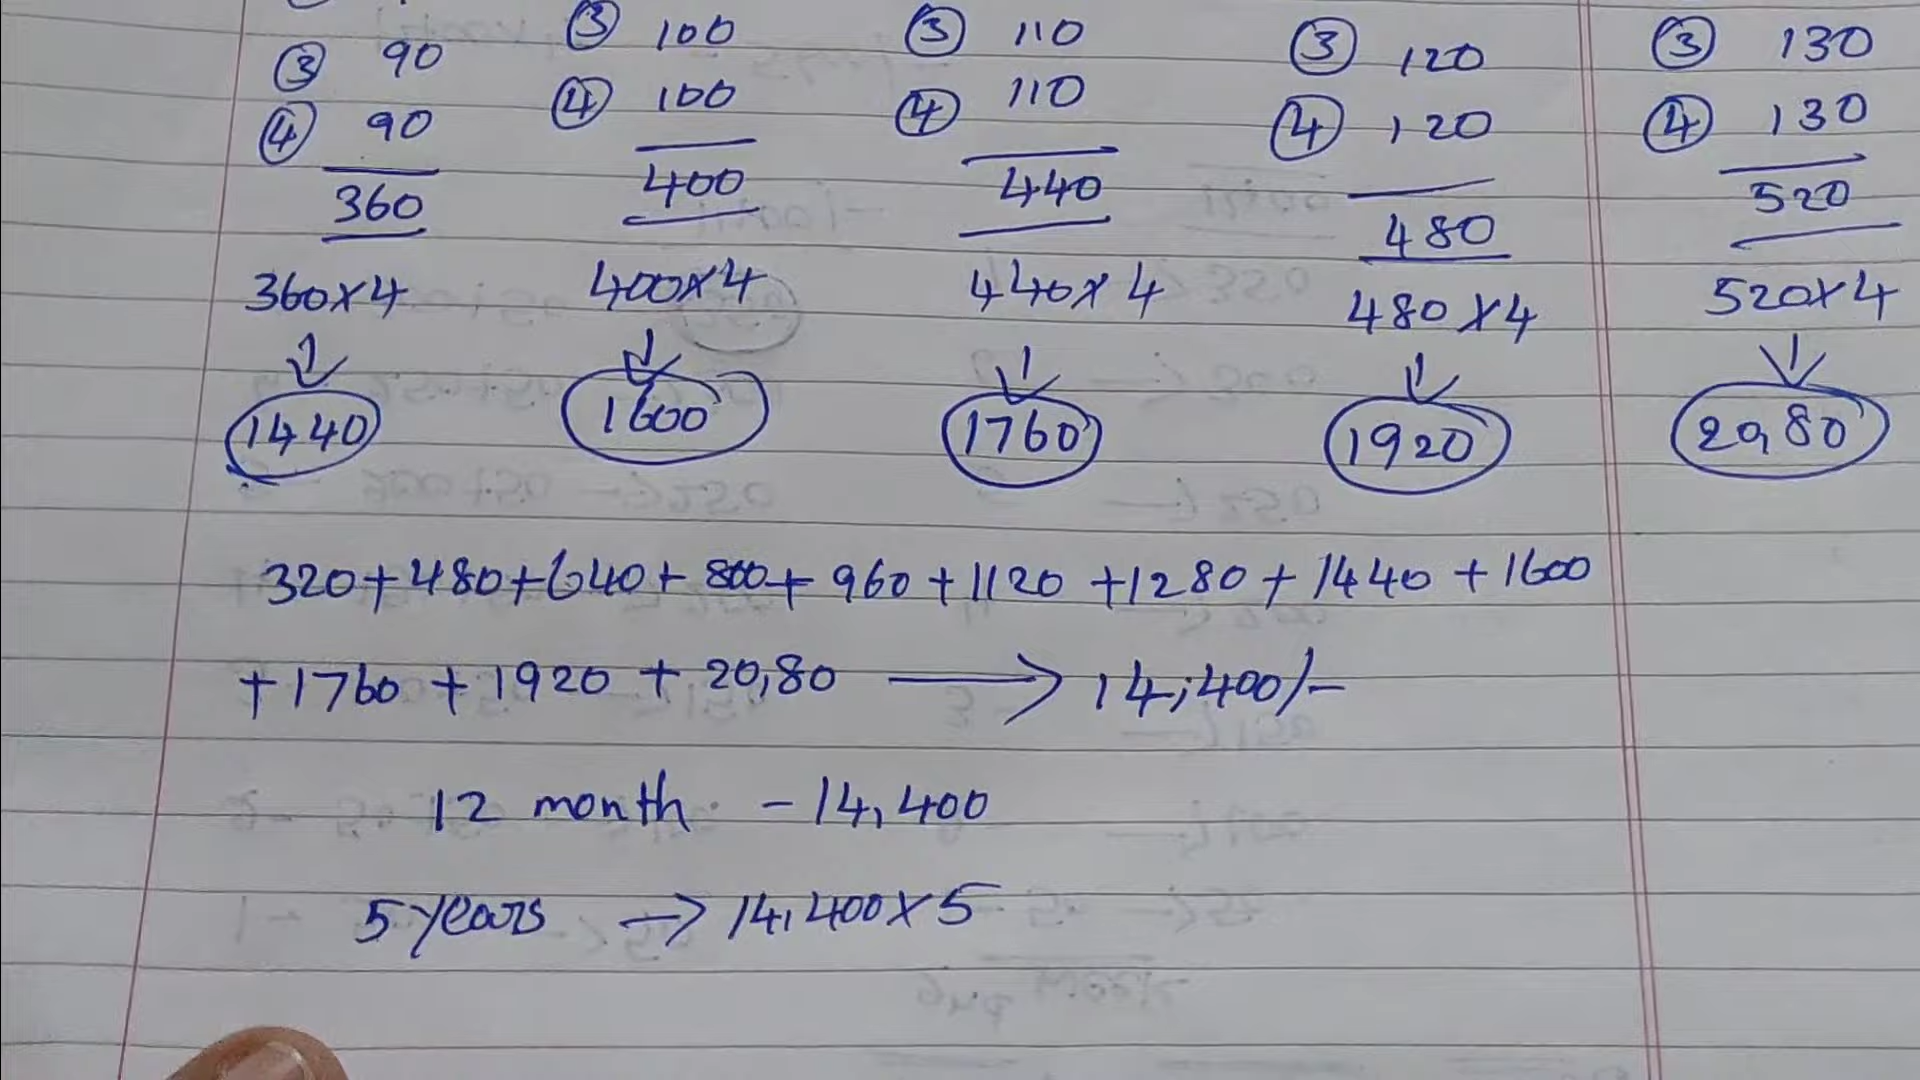 ③ 90 ③ 100 ③ 110 ③ 120 ③ 130
④ 90 ④ 100 ④ 110 ④ 120 ④ 130
360 400 440 480 520
360x4 400x4 440x4 480x4 520x4
1440 1600 1760 1920 20,80
320+480+640+800+960+1120+1280+1440+1600
+1760+1920+20,80 → 14,400/-
12 month - 14,400
5 years → 14,400x5